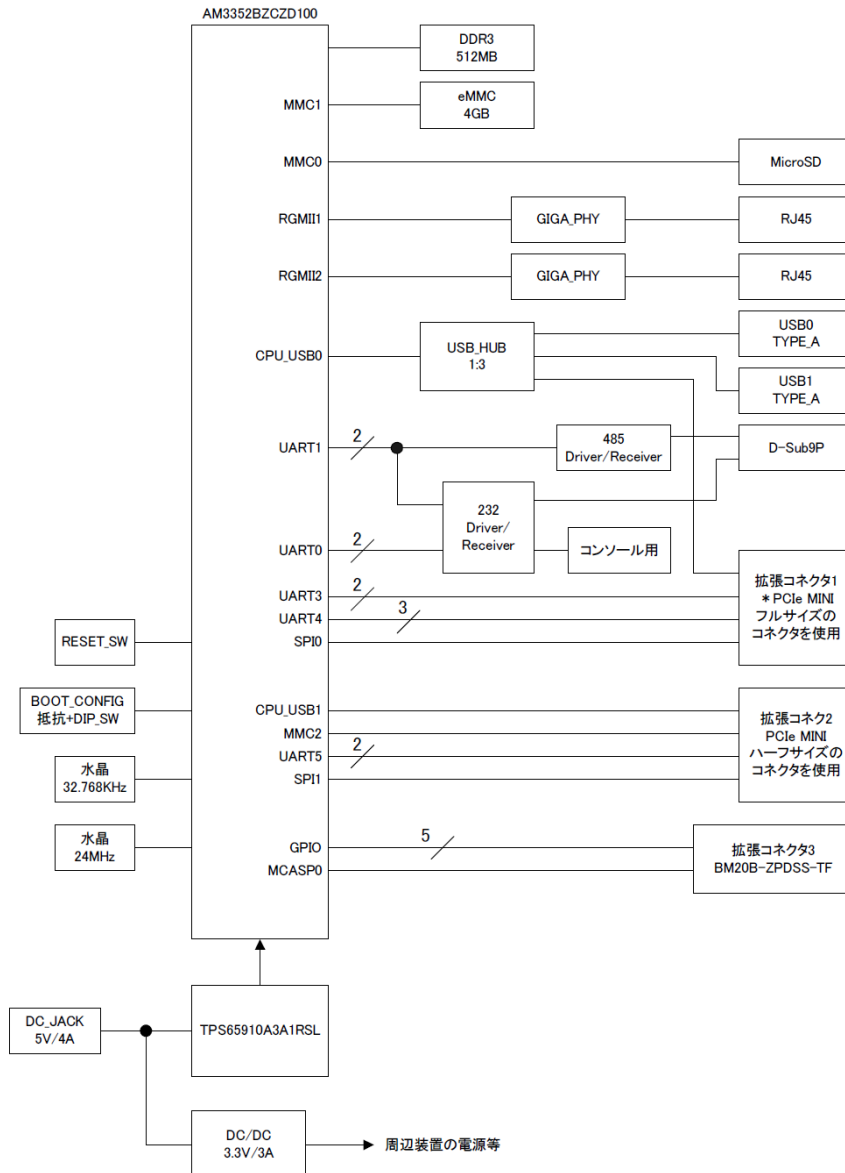 AM3352BZCZD100
DDR3
512MB
MMC1
eMMC
4GB
MMC0
MicroSD
RGMII1
GIGA_PHY
RJ45
RGMII2
GIGA_PHY
RJ45
CPU_USB0
USB_HUB
1:3
USB0
TYPE_A
USB1
TYPE_A
UART1
2
485
Driver/Receiver
D-Sub9P
232
Driver/
Receiver
UART0
2
コンソール用
UART3
2
UART4
3
SPI0
拡張コネクタ1
*PCIe MINI
フルサイズの
コネクタを使用
RESET_SW
BOOT_CONFIG
抵抗+DIP_SW
水晶
32.768KHz
水晶
24MHz
CPU_USB1
MMC2
UART5
2
SPI1
拡張コネク2
PCIe MINI
ハーフサイズの
コネクタを使用
GPIO
5
MCASP0
拡張コネクタ3
BM20B-ZPDSS-TF
DC_JACK
5V/4A
TPS65910A3A1RSL
DC/DC
3.3V/3A
周辺装置の電源等